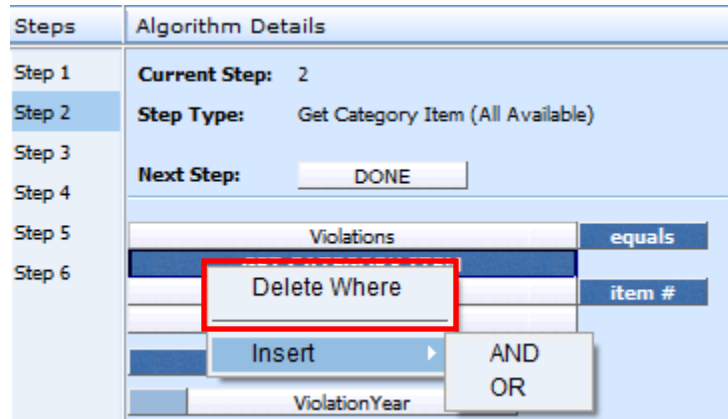 Steps
Algorithm Details
Step 1
Current Step: 2
Step 2
Step Type: Get Category Item (All Available)
Step 3
Next Step: DONE
Step 4
Step 5
Violations equals
Step 6
Delete Where
item #
Insert
AND
OR
ViolationYear